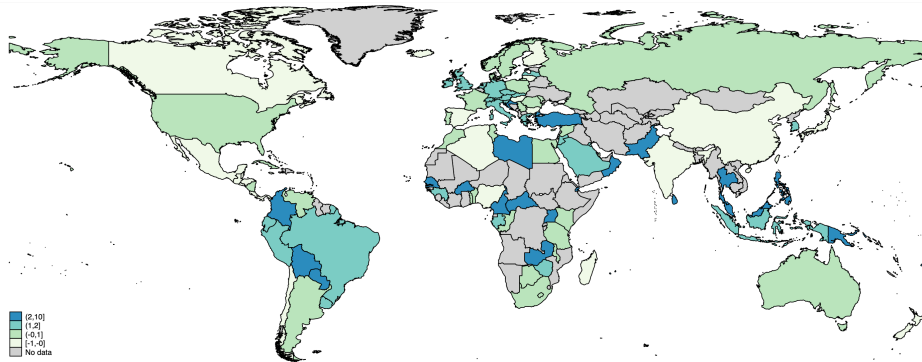 (2,10]
(1,2]
(-0,1]
[-1,-0]
No data